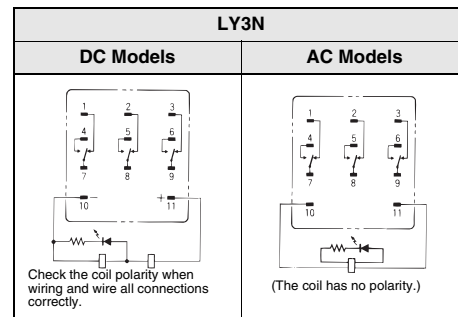 LY3N
DC Models
AC Models
1 2 3
4 5 6
7 8 9
10 − + 11
Check the coil polarity when
wiring and wire all connections
correctly.
1 2 3
4 5 6
7 8 9
10 11
(The coil has no polarity.)